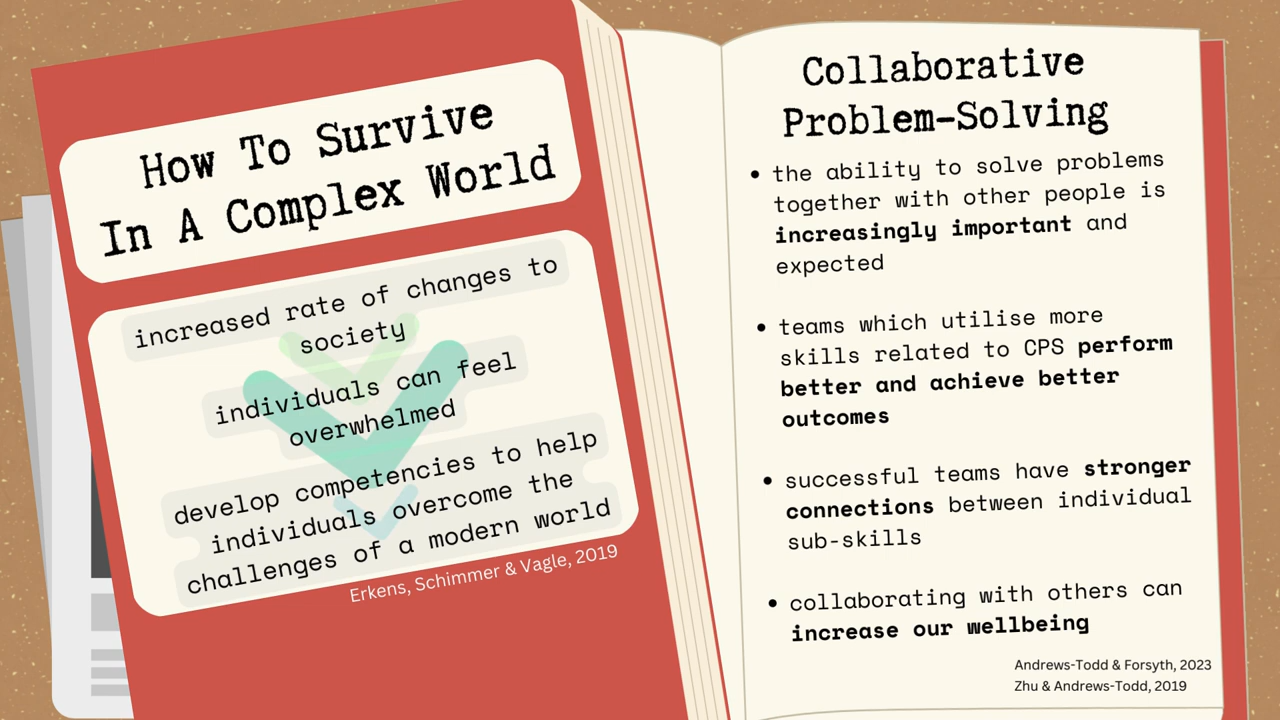 How To Survive
In A Complex World
increased rate of changes to
society
individuals can feel
overwhelmed
develop competencies to help
individuals overcome the
challenges of a modern world
Erkens, Schimmer & Vagle, 2019
Collaborative
Problem-Solving
• the ability to solve problems
together with other people is
increasingly important and
expected
• teams which utilise more
skills related to CPS perform
better and achieve better
outcomes
• successful teams have stronger
connections between individual
sub-skills
• collaborating with others can
increase our wellbeing
Andrews-Todd & Forsyth, 2023
Zhu & Andrews-Todd, 2019